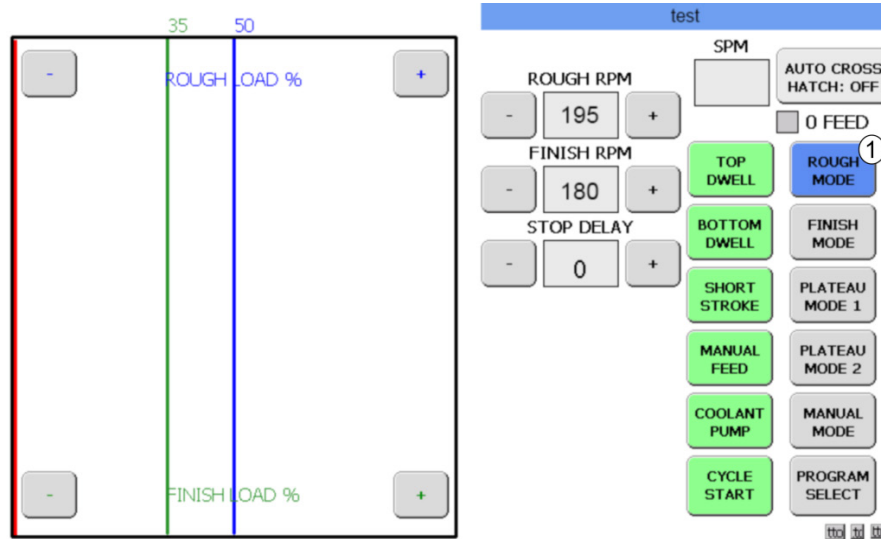 35
50
-
ROUGH LOAD %
+
-
FINISH LOAD %
+
test
SPM
AUTO CROSS
HATCH: OFF
0 FEED
ROUGH RPM
-
195
+
FINISH RPM
-
180
+
STOP DELAY
-
0
+
TOP
DWELL
ROUGH
MODE
1
BOTTOM
DWELL
FINISH
MODE
SHORT
STROKE
PLATEAU
MODE 1
MANUAL
FEED
PLATEAU
MODE 2
COOLANT
PUMP
MANUAL
MODE
CYCLE
START
PROGRAM
SELECT
td